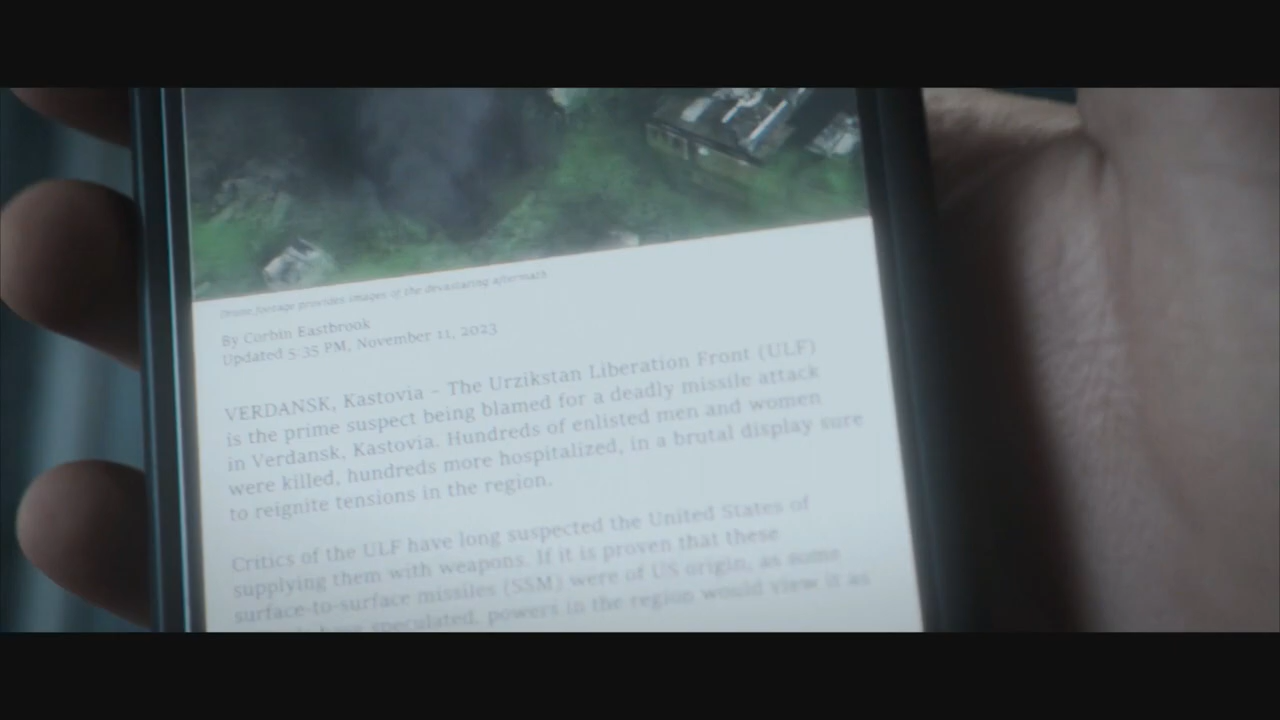 Drone footage provides images of the devastating aftermath
By Corbin Eastbrook
Updated 5:35 PM, November 11, 2023
VERDANSK, Kastovia – The Urzikstan Liberation Front (ULF)
is the prime suspect being blamed for a deadly missile attack
in Verdansk, Kastovia. Hundreds of enlisted men and women
were killed, hundreds more hospitalized, in a brutal display sure
to reignite tensions in the region.
Critics of the ULF have long suspected the United States of
supplying them with weapons. If it is proven that these
surface-to-surface missiles (SSM) were of US origin, as some
have speculated, powers in the region would view it as